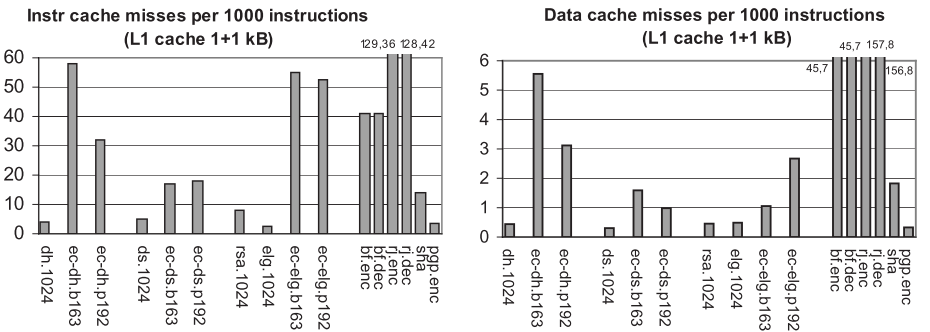 Instr cache misses per 1000 instructions
(L1 cache 1+1 kB)
129,36 128,42
60
50
40
30
20
10
0
dh.1024
ec-dh.b163
ec-dh.p192
ds.1024
ec-ds.b163
ec-ds.p192
rsa.1024
elg.1024
ec-elg.b163
ec-elg.p192
bf.enc
bf.dec
rj.enc
rj.dec
sha
pgp.enc
Data cache misses per 1000 instructions
(L1 cache 1+1 kB)
45,7 157,8
45,7 156,8
6
5
4
3
2
1
0
dh.1024
ec-dh.b163
ec-dh.p192
ds.1024
ec-ds.b163
ec-ds.p192
rsa.1024
elg.1024
ec-elg.b163
ec-elg.p192
bf.enc
bf.dec
rj.enc
rj.dec
sha
pgp.enc